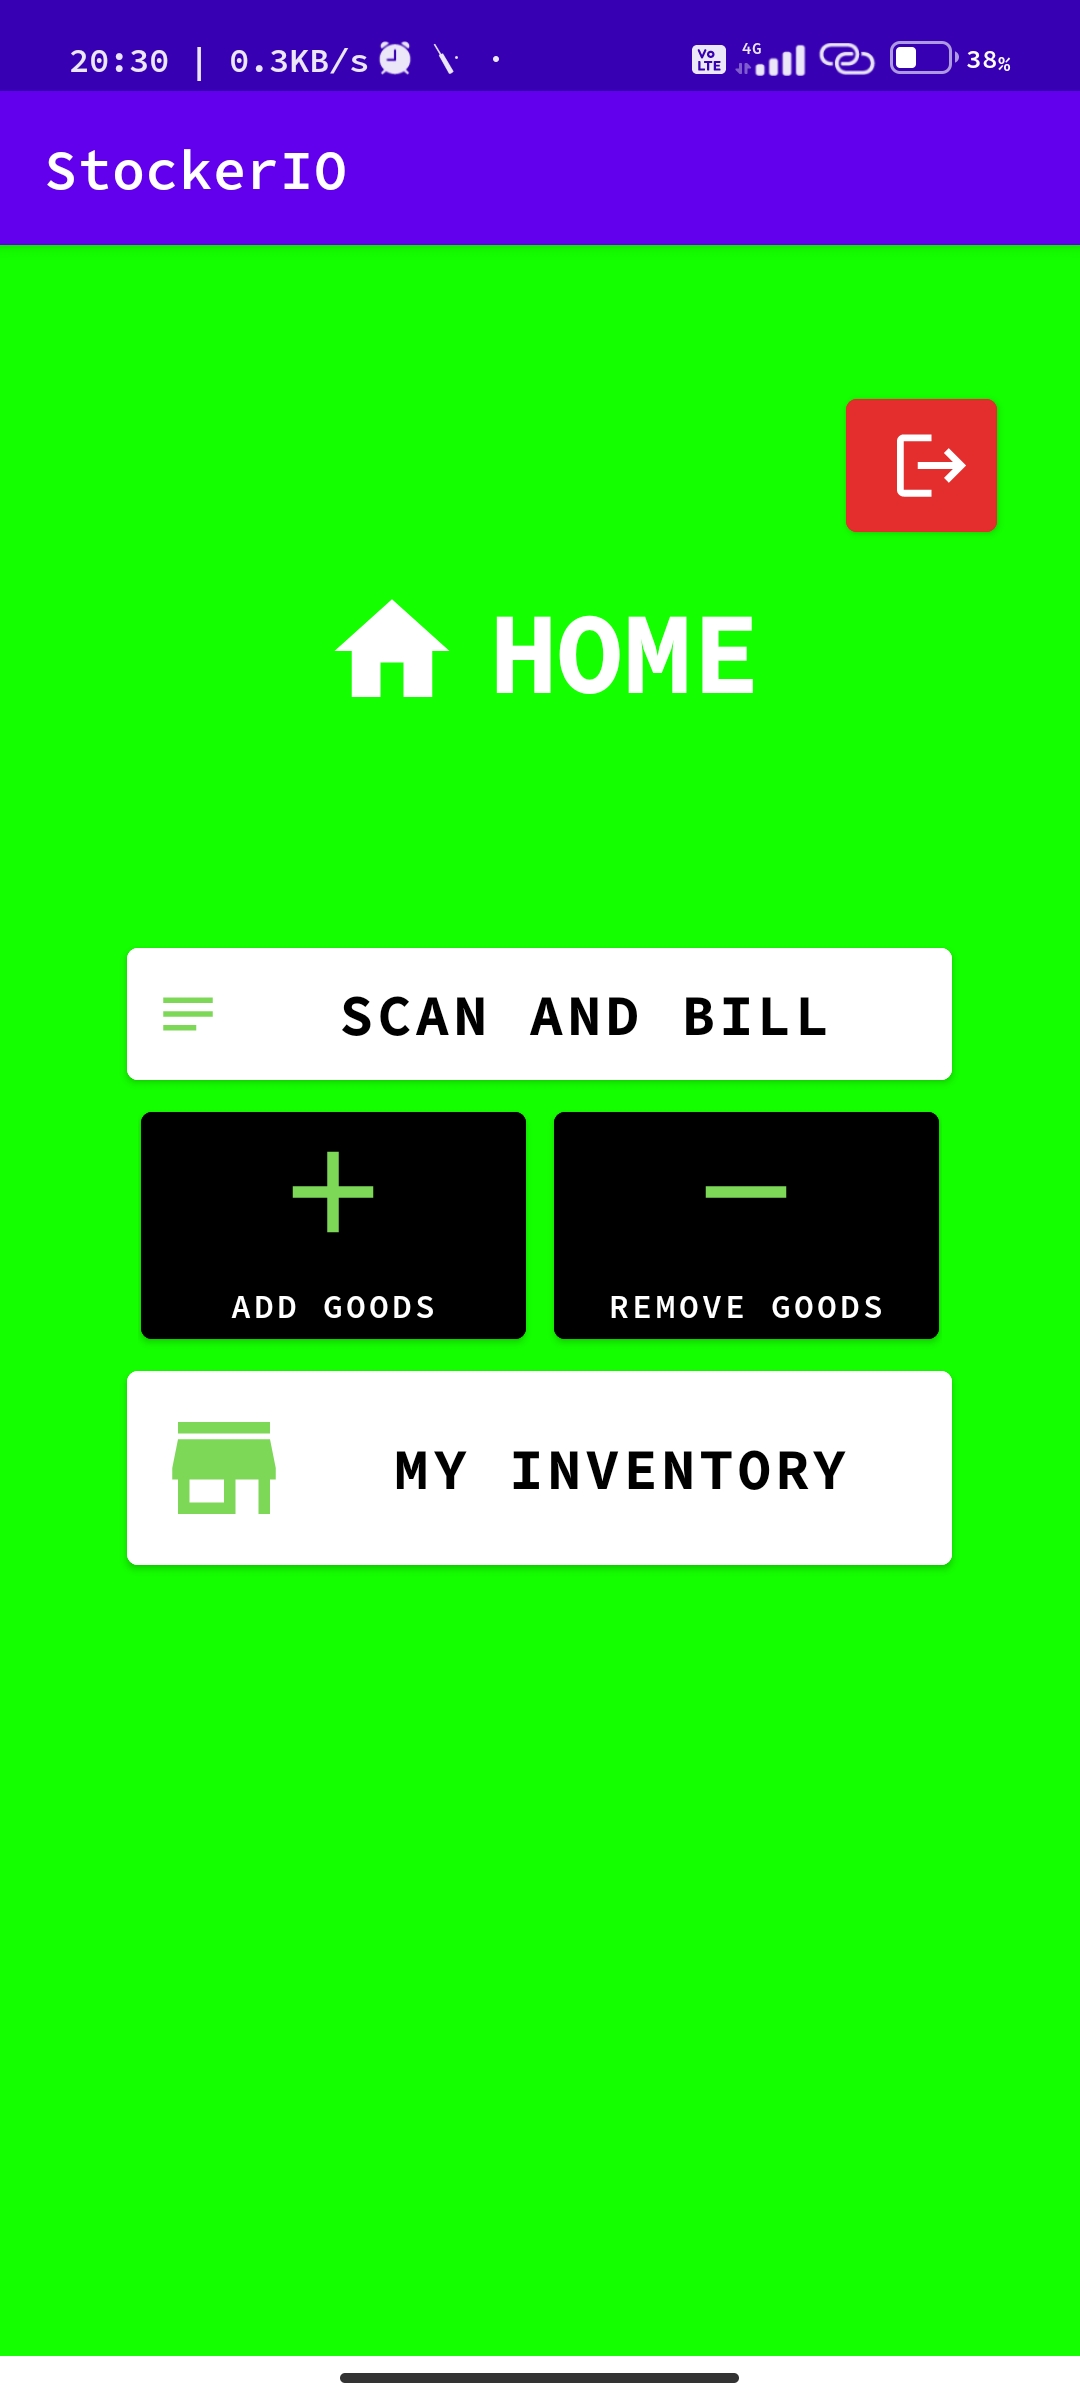 20:30 | 0.3KB/s Vo LTE 4G 38%
StockerIO
HOME
SCAN AND BILL
ADD GOODS REMOVE GOODS
MY INVENTORY